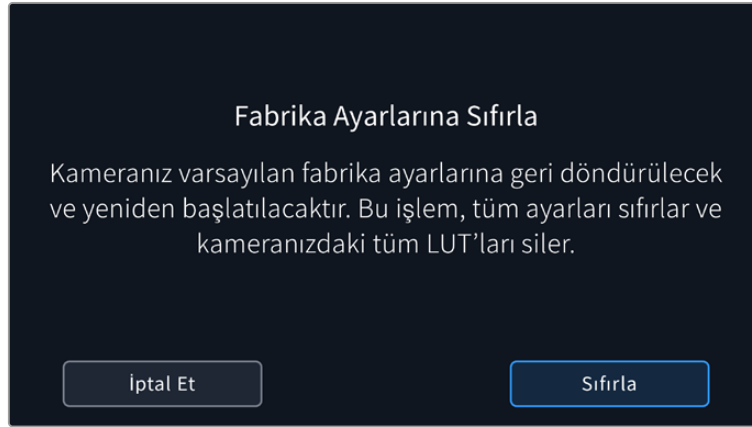 Fabrika Ayarlarına Sıfırla
Kameranız varsayılan fabrika ayarlarına geri döndürülecek
ve yeniden başlatılacaktır. Bu işlem, tüm ayarları sıfırlar ve
kameranızdaki tüm LUT’ları siler.
İptal Et
Sıfırla